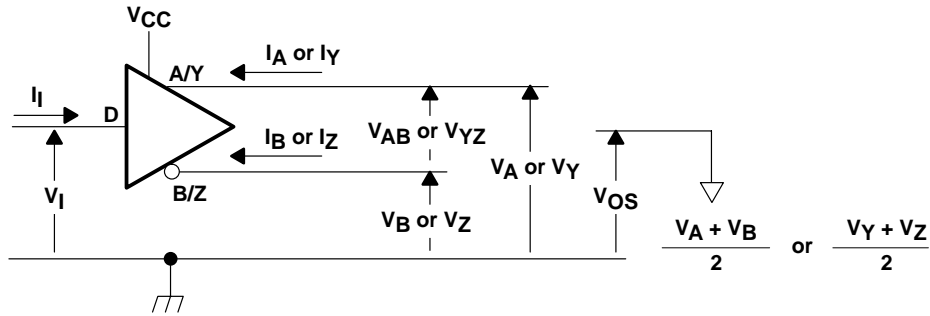 VCC
IA or IY
A/Y
II
D
IB or IZ
VAB or VYZ
VA or VY
VI
B/Z
VOS
VB or VZ
VA + VB
2
or
VY + VZ
2